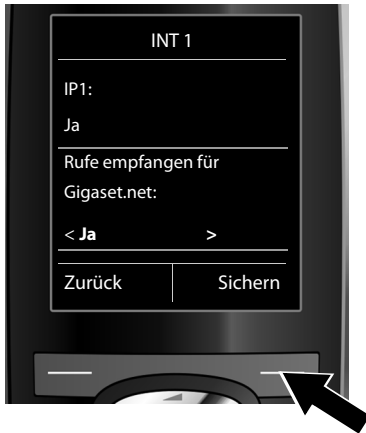 INT 1
IP1:
Ja
Rufe empfangen für
Gigaset.net:
< Ja >
Zurück Sichern